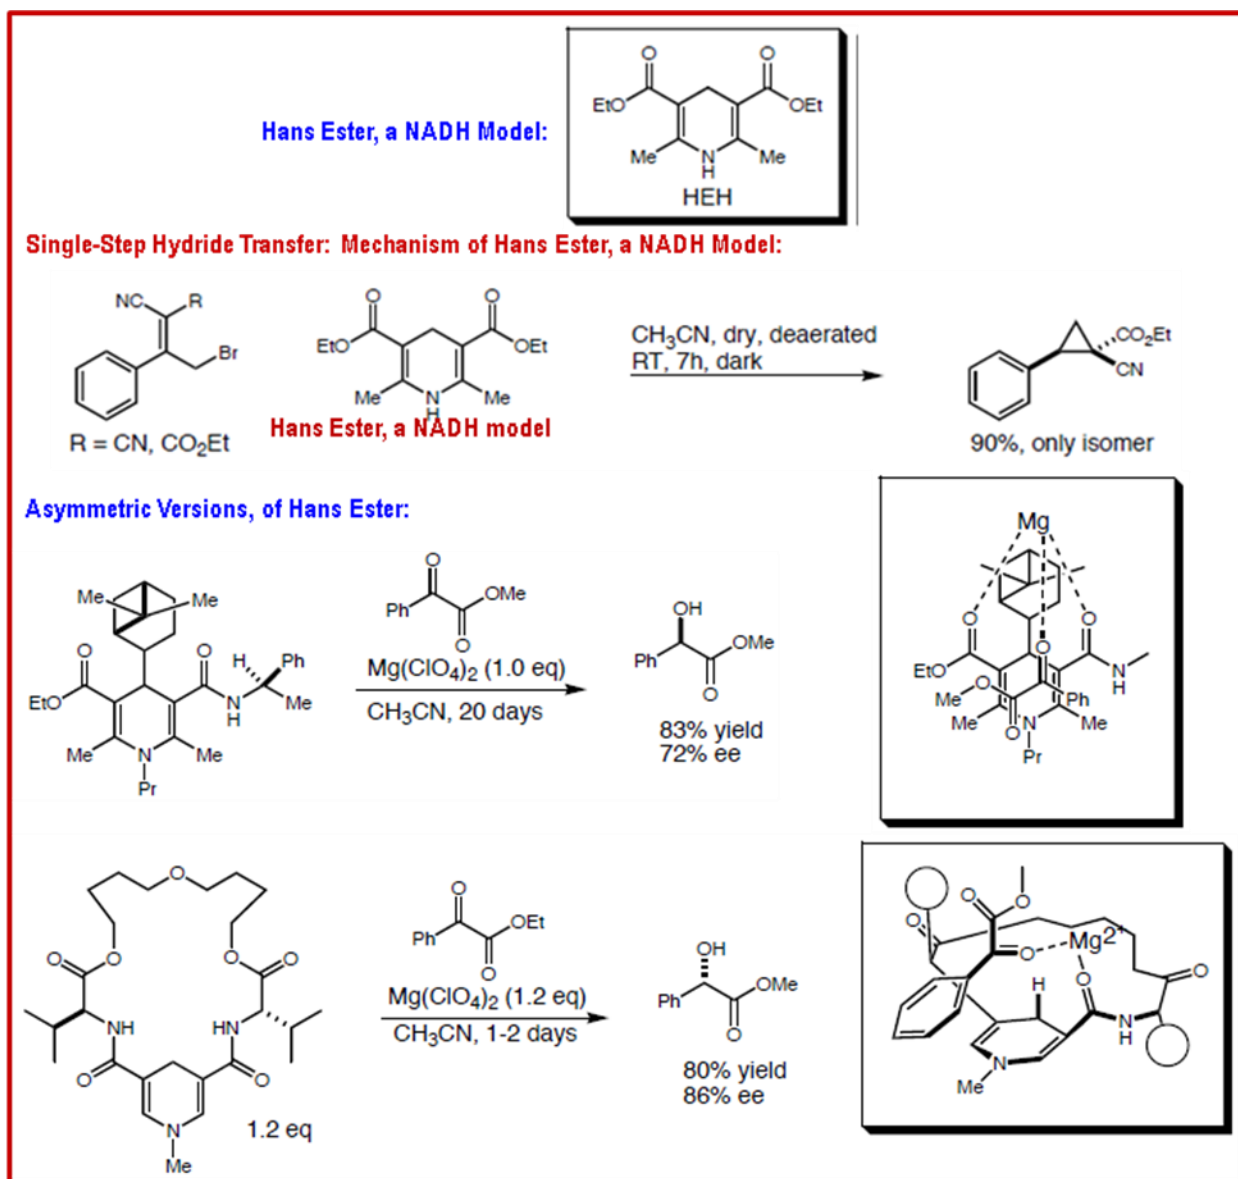 Hans Ester, a NADH Model:
O
O
EtO
OEt
Me
N
H
Me
HEH
Single-Step Hydride Transfer: Mechanism of Hans Ester, a NADH Model:
NC
R
Br
R = CN, CO2Et
O
O
EtO
OEt
Me
N
H
Me
Hans Ester, a NADH model
CH3CN, dry, deaerated
RT, 7h, dark
CO2Et
CN
90%, only isomer
Asymmetric Versions, of Hans Ester:
Me
Me
O
O
H
Ph
EtO
N
H
Me
Me
N
Me
Pr
O
Ph
OMe
O
Mg(ClO4)2 (1.0 eq)
CH3CN, 20 days
OH
Ph
OMe
O
83% yield
72% ee
Mg
O
O
O
EtO
N
H
MeO
Ph
O
Me
N
Me
Pr
O
O
O
O
O
NH
HN
O
O
N
Me
1.2 eq
O
Ph
OEt
O
Mg(ClO4)2 (1.2 eq)
CH3CN, 1-2 days
OH
Ph
OMe
O
80% yield
86% ee
O
O
O
O
Mg2+
O
O
H
N
H
N
Me